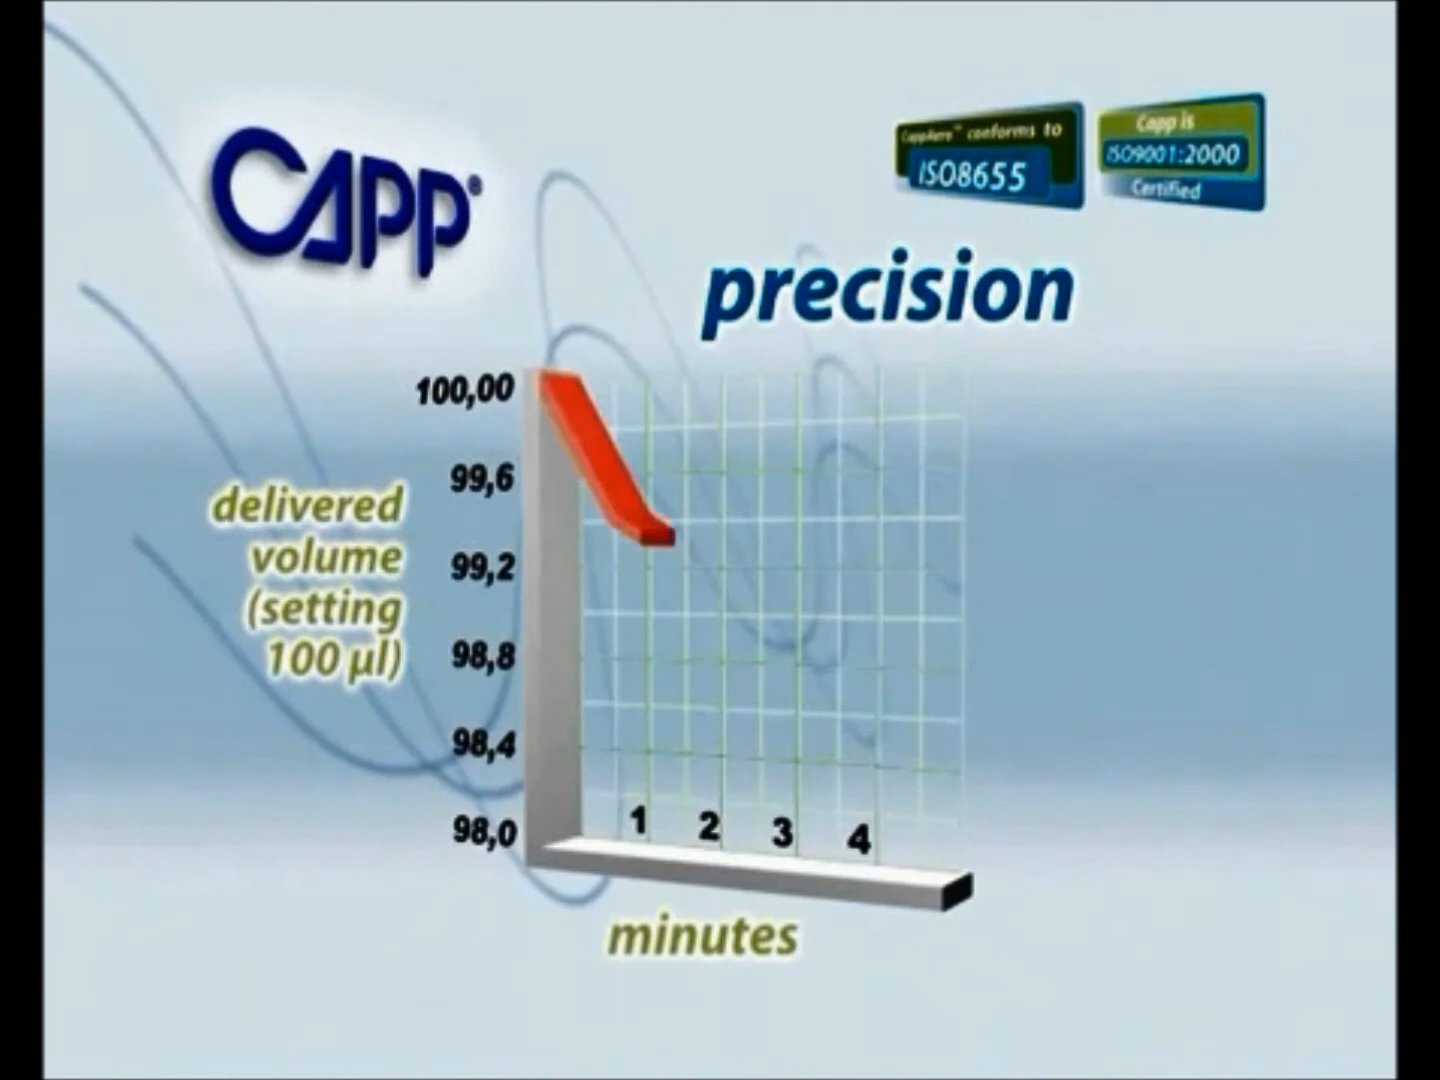 CAPP®
CappAero™ conforms to
ISO8655
Capp is
ISO9001:2000
Certified
precision
100,00
99,6
99,2
98,8
98,4
98,0
delivered
volume
(setting
100 µl)
1 2 3 4
minutes